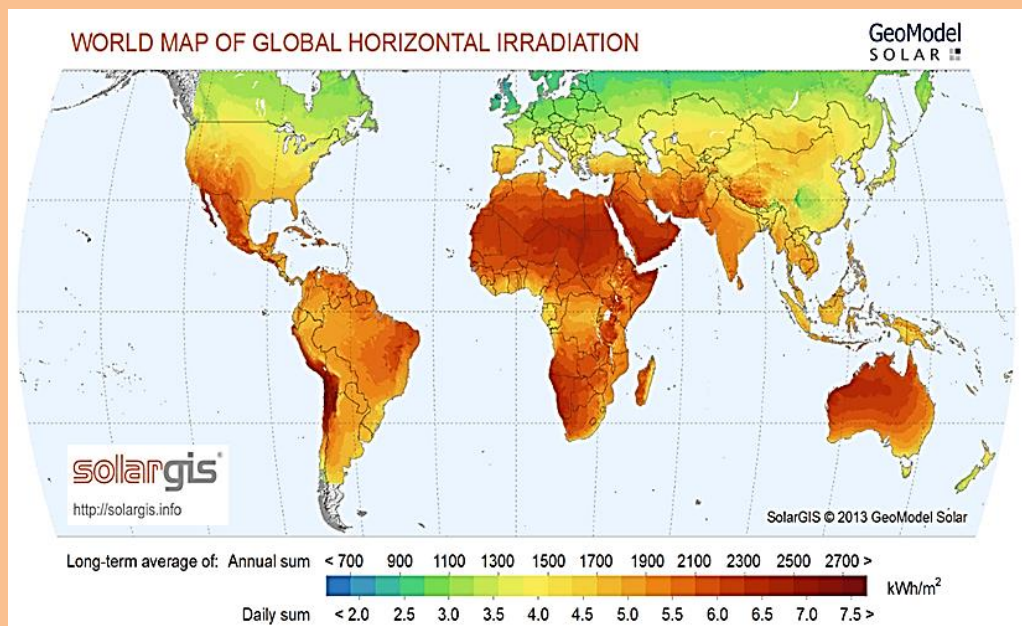 WORLD MAP OF GLOBAL HORIZONTAL IRRADIATION
GeoModel
SOLAR
solargis
http://solargis.info
SolarGIS © 2013 GeoModel Solar
Long-term average of: Annual sum < 700 900 1100 1300 1500 1700 1900 2100 2300 2500 2700 >
kWh/m²
Daily sum < 2.0 2.5 3.0 3.5 4.0 4.5 5.0 5.5 6.0 6.5 7.0 7.5 >